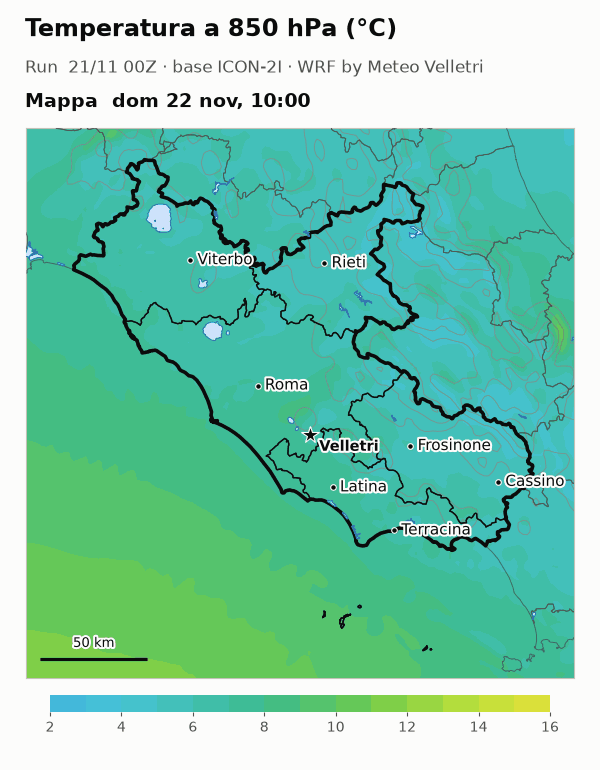 Temperatura a 850 hPa (°C)
Run  21/11 00Z · base ICON-2I · WRF by Meteo Velletri
Mappa  dom 22 nov, 10:00
Viterbo
Rieti
Roma
Velletri
Frosinone
Cassino
Latina
Terracina
50 km
2 4 6 8 10 12 14 16